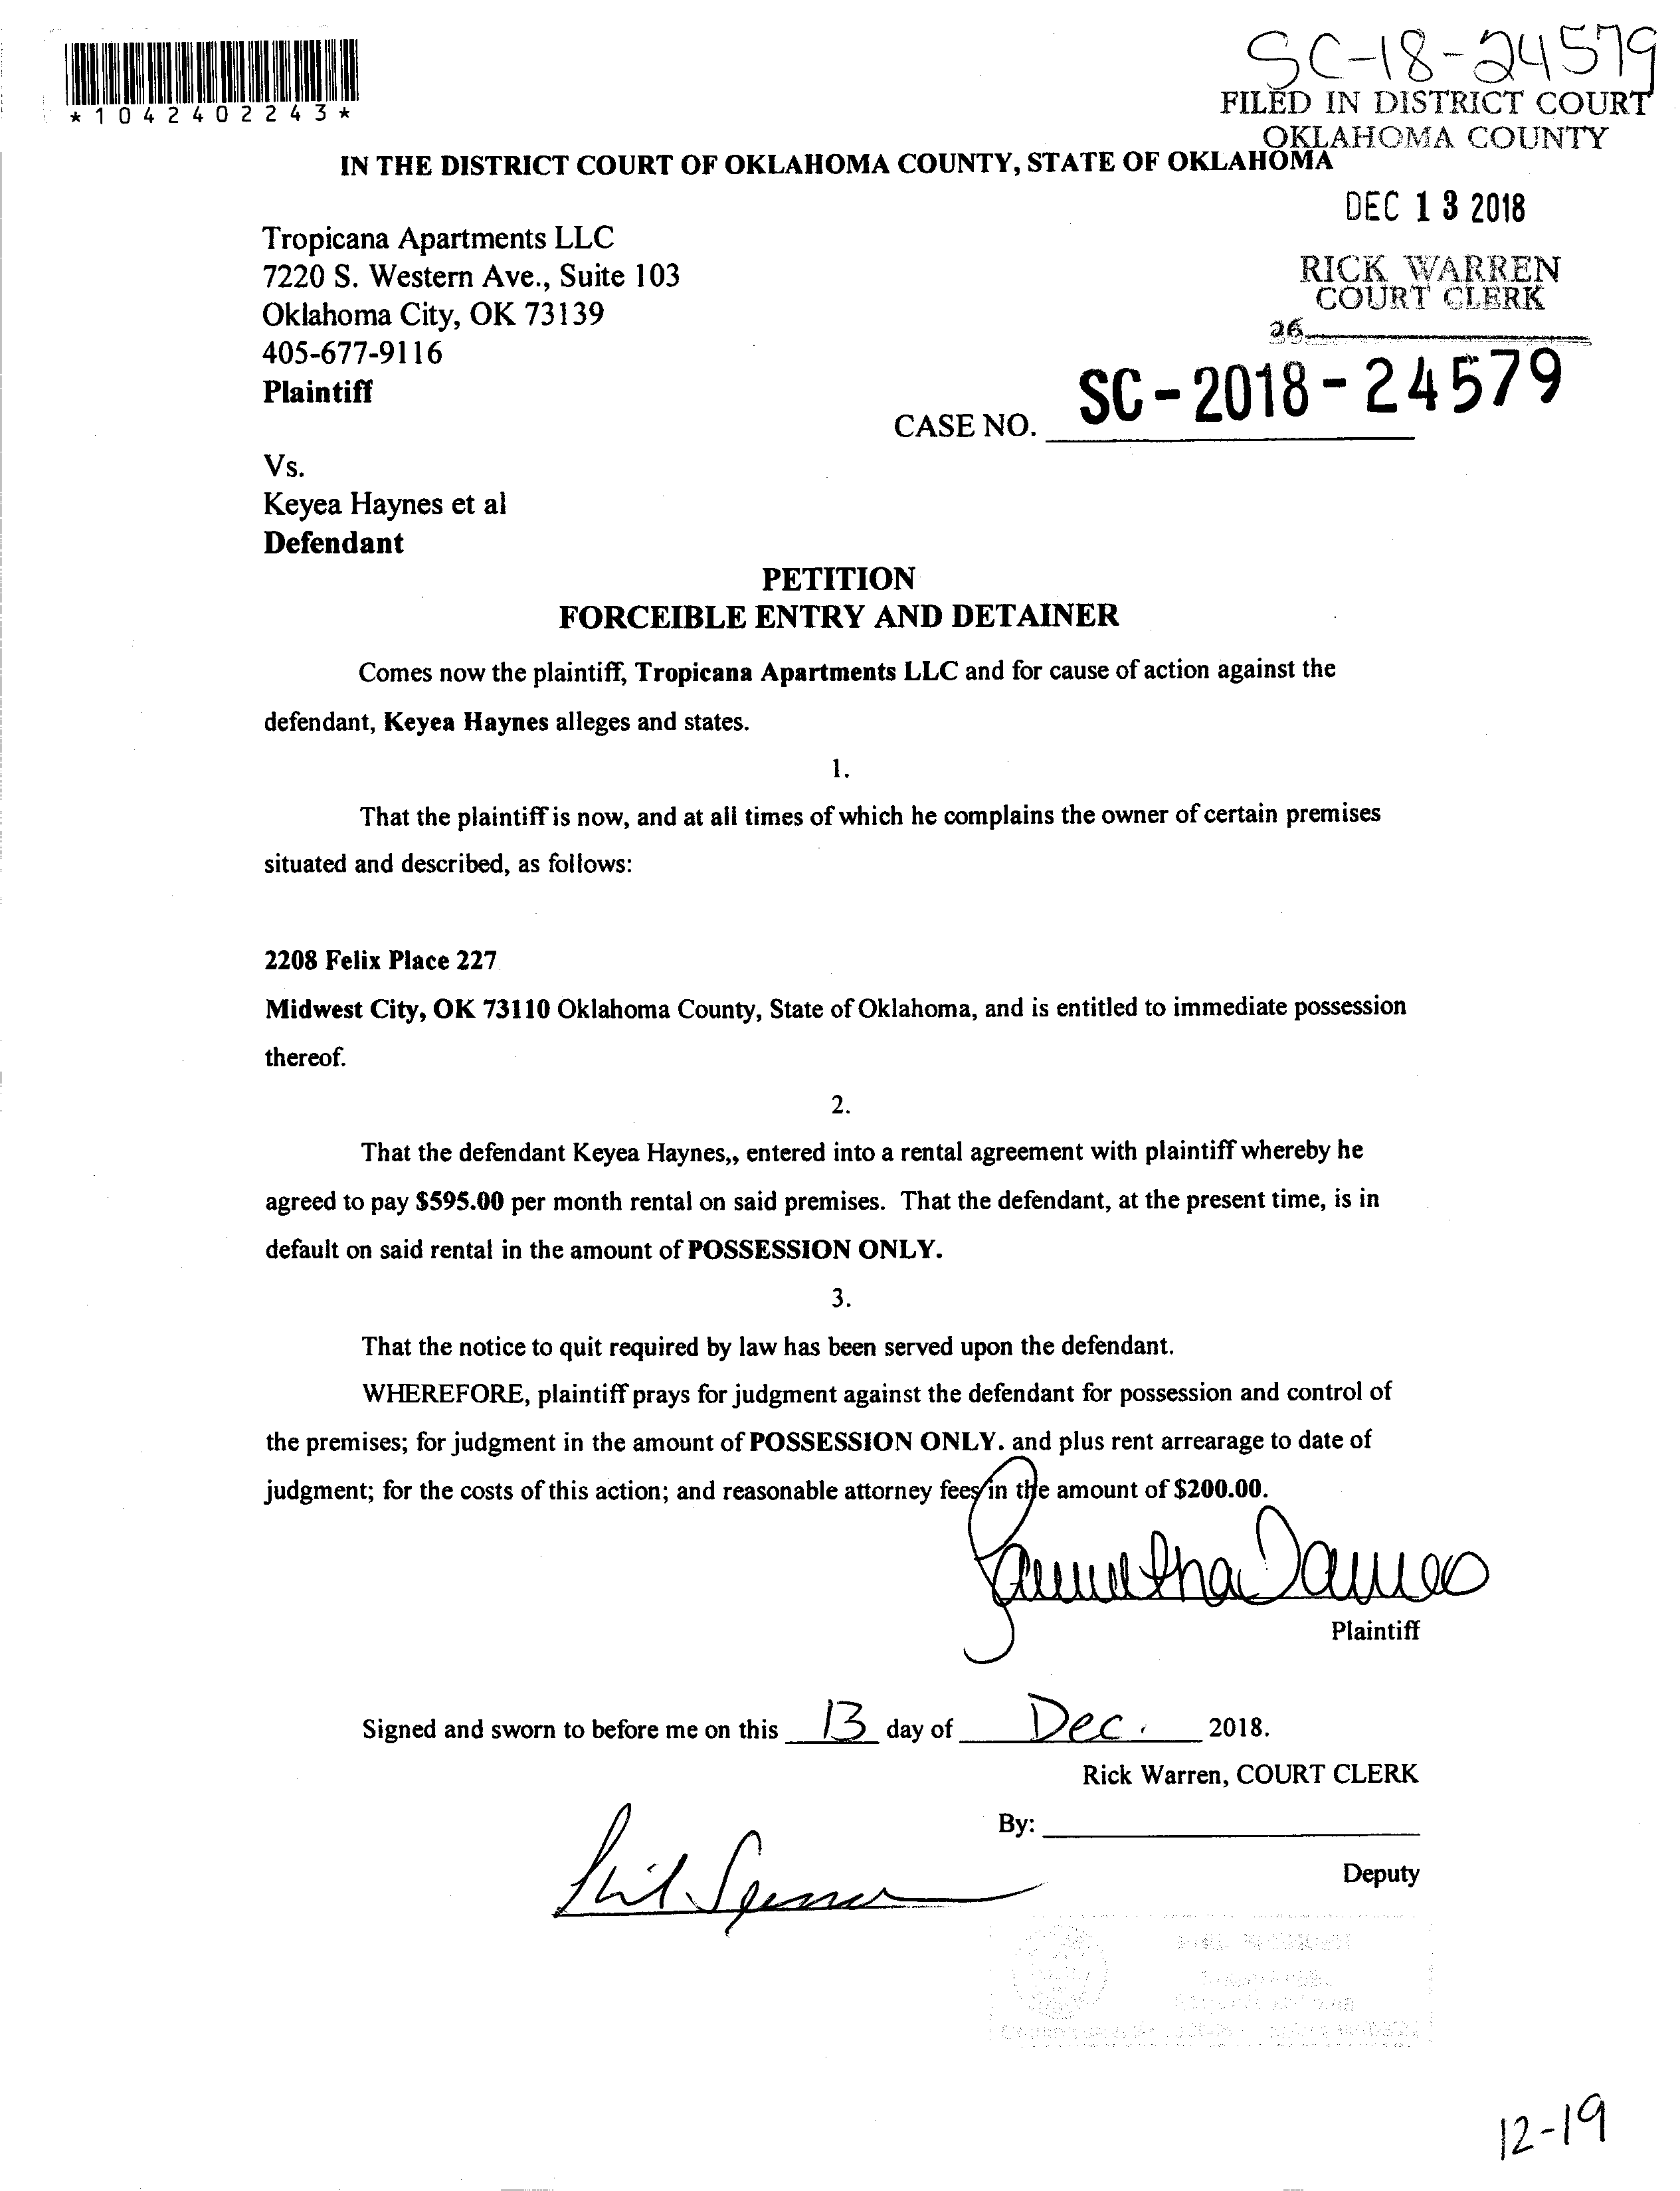 *1042402243*
SC-18-24579
FILED IN DISTRICT COURT
OKLAHOMA COUNTY
IN THE DISTRICT COURT OF OKLAHOMA COUNTY, STATE OF OKLAHOMA
DEC 13 2018
Tropicana Apartments LLC
7220 S. Western Ave., Suite 103
Oklahoma City, OK 73139
405-677-9116
Plaintiff
RICK WARREN
COURT CLERK
26
CASE NO. SC-2018-24579
Vs.
Keyea Haynes et al
Defendant
PETITION
FORCEIBLE ENTRY AND DETAINER
Comes now the plaintiff, Tropicana Apartments LLC and for cause of action against the
defendant, Keyea Haynes alleges and states.
1.
That the plaintiff is now, and at all times of which he complains the owner of certain premises
situated and described, as follows:
2208 Felix Place 227
Midwest City, OK 73110 Oklahoma County, State of Oklahoma, and is entitled to immediate possession
thereof.
2.
That the defendant Keyea Haynes,, entered into a rental agreement with plaintiff whereby he
agreed to pay $595.00 per month rental on said premises. That the defendant, at the present time, is in
default on said rental in the amount of POSSESSION ONLY.
3.
That the notice to quit required by law has been served upon the defendant.
WHEREFORE, plaintiff prays for judgment against the defendant for possession and control of
the premises; for judgment in the amount of POSSESSION ONLY. and plus rent arrearage to date of
judgment; for the costs of this action; and reasonable attorney fees in the amount of $200.00.
Samantha James
Plaintiff
Signed and sworn to before me on this 13 day of Dec. 2018.
Rick Warren, COURT CLERK
By:
Phil Spencer
Deputy
12-19